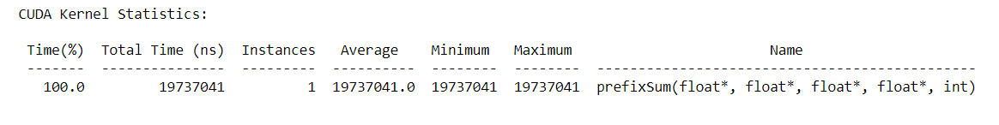 CUDA Kernel Statistics:
Time(%) Total Time (ns) Instances Average Minimum Maximum Name
------- --------------- --------- ---------- -------- -------- --------------------------------------------
100.0 19737041 1 19737041.0 19737041 19737041 prefixSum(float*, float*, float*, float*, int)